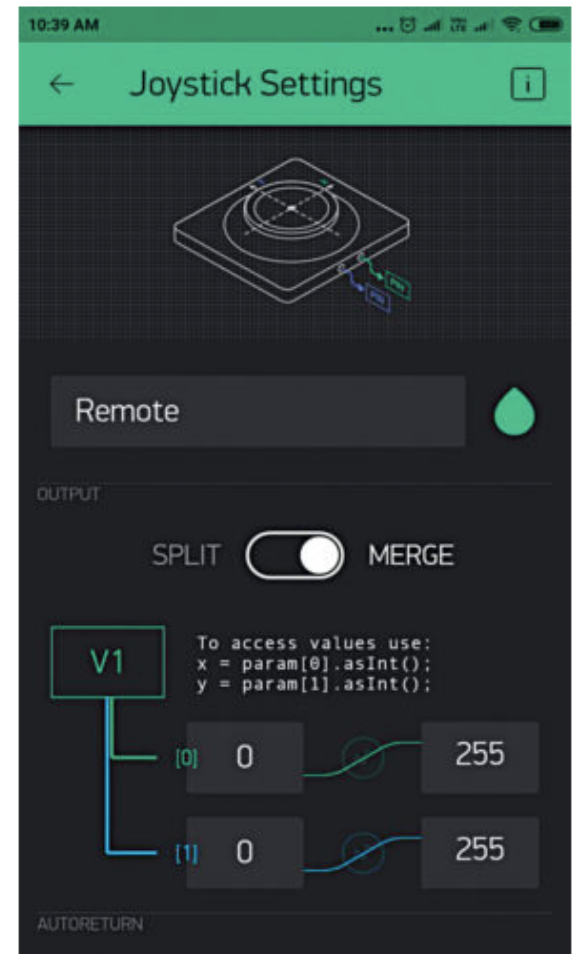 10:39 AM ... VoLTE
Joystick Settings i
Remote
OUTPUT
SPLIT MERGE
V1
To access values use:
x = param[0].asInt();
y = param[1].asInt();
[0] 0 255
[1] 0 255
AUTORETURN